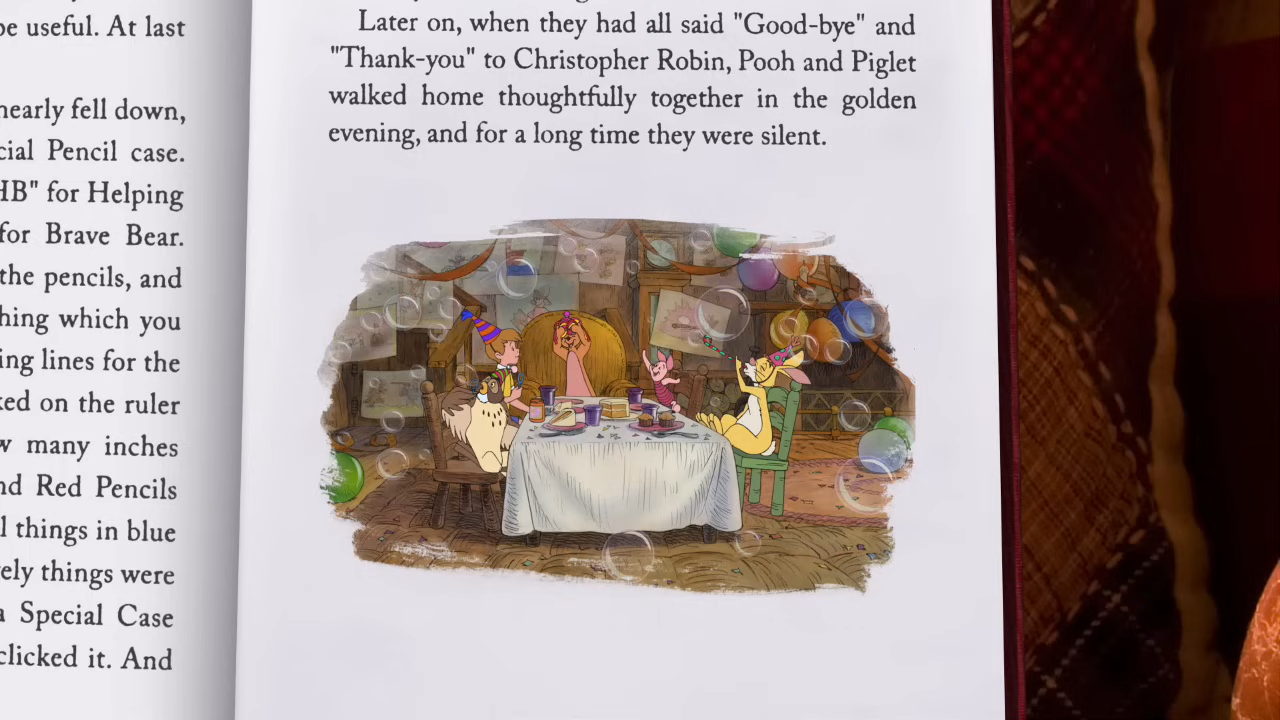 be useful. At last
nearly fell down,
cial Pencil case.
HB" for Helping
for Brave Bear.
the pencils, and
hing which you
ing lines for the
ked on the ruler
w many inches
nd Red Pencils
l things in blue
ely things were
a Special Case
clicked it. And
Later on, when they had all said "Good-bye" and
"Thank-you" to Christopher Robin, Pooh and Piglet
walked home thoughtfully together in the golden
evening, and for a long time they were silent.